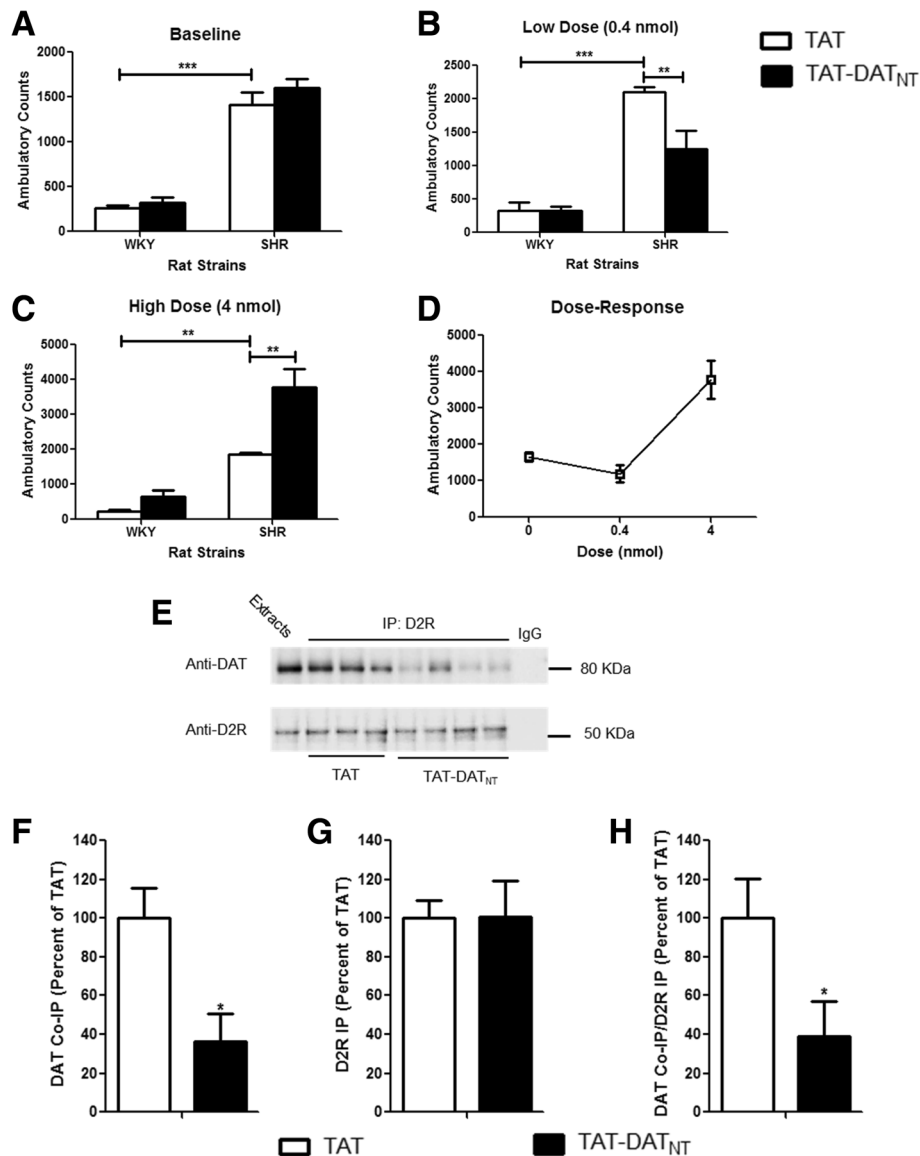 A
Baseline
Ambulatory Counts
2000
1500
1000
500
0
***
WKY
SHR
Rat Strains
B
Low Dose (0.4 nmol)
Ambulatory Counts
2500
2000
1500
1000
500
0
***
**
WKY
SHR
Rat Strains
TAT
TAT-DATNT
C
High Dose (4 nmol)
Ambulatory Counts
5000
4000
3000
2000
1000
0
**
**
WKY
SHR
Rat Strains
D
Dose-Response
Ambulatory Counts
5000
4000
3000
2000
1000
0
0
0.4
4
Dose (nmol)
E
Extracts
IP: D2R
IgG
Anti-DAT
80 KDa
Anti-D2R
50 KDa
TAT
TAT-DATNT
F
DAT Co-IP (Percent of TAT)
140
120
100
80
60
40
20
0
*
G
D2R IP (Percent of TAT)
140
120
100
80
60
40
20
0
H
DAT Co-IP/D2R IP (Percent of TAT)
140
120
100
80
60
40
20
0
*
TAT
TAT-DATNT